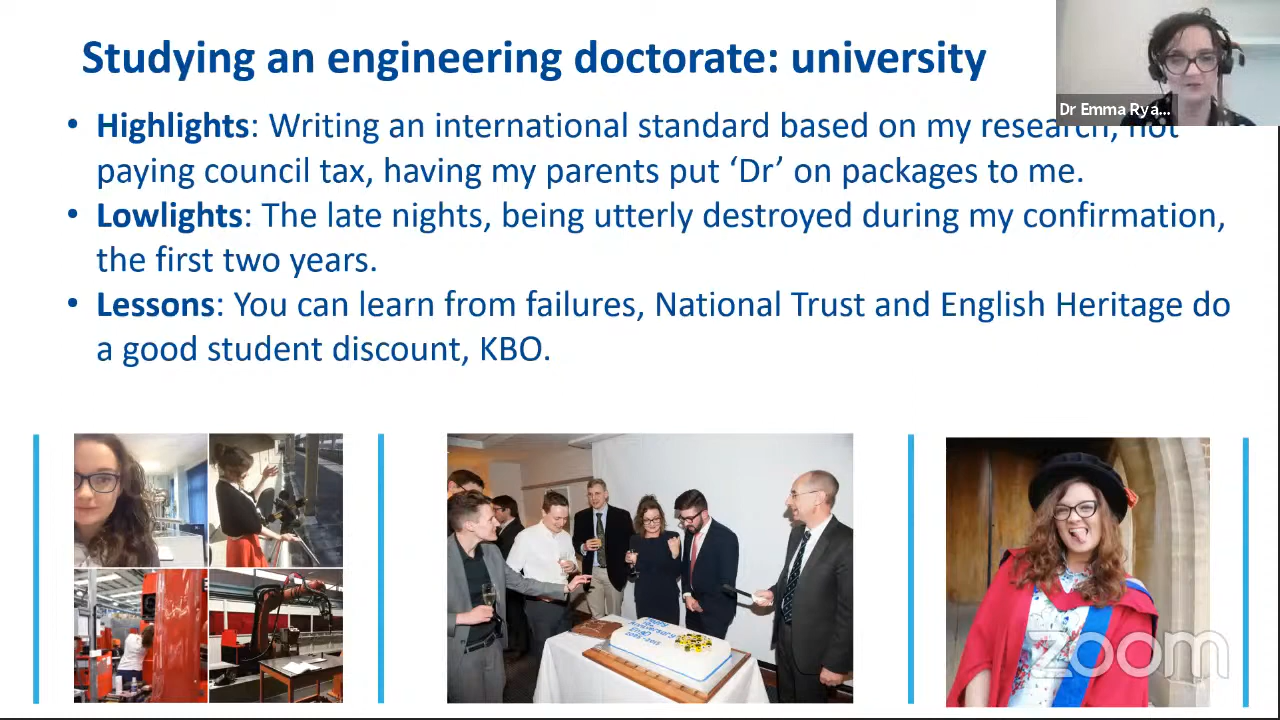 Studying an engineering doctorate: university
Dr Emma Rya...
• Highlights: Writing an international standard based on my research, not
paying council tax, having my parents put ‘Dr’ on packages to me.
• Lowlights: The late nights, being utterly destroyed during my confirmation,
the first two years.
• Lessons: You can learn from failures, National Trust and English Heritage do
a good student discount, KBO.
zoom